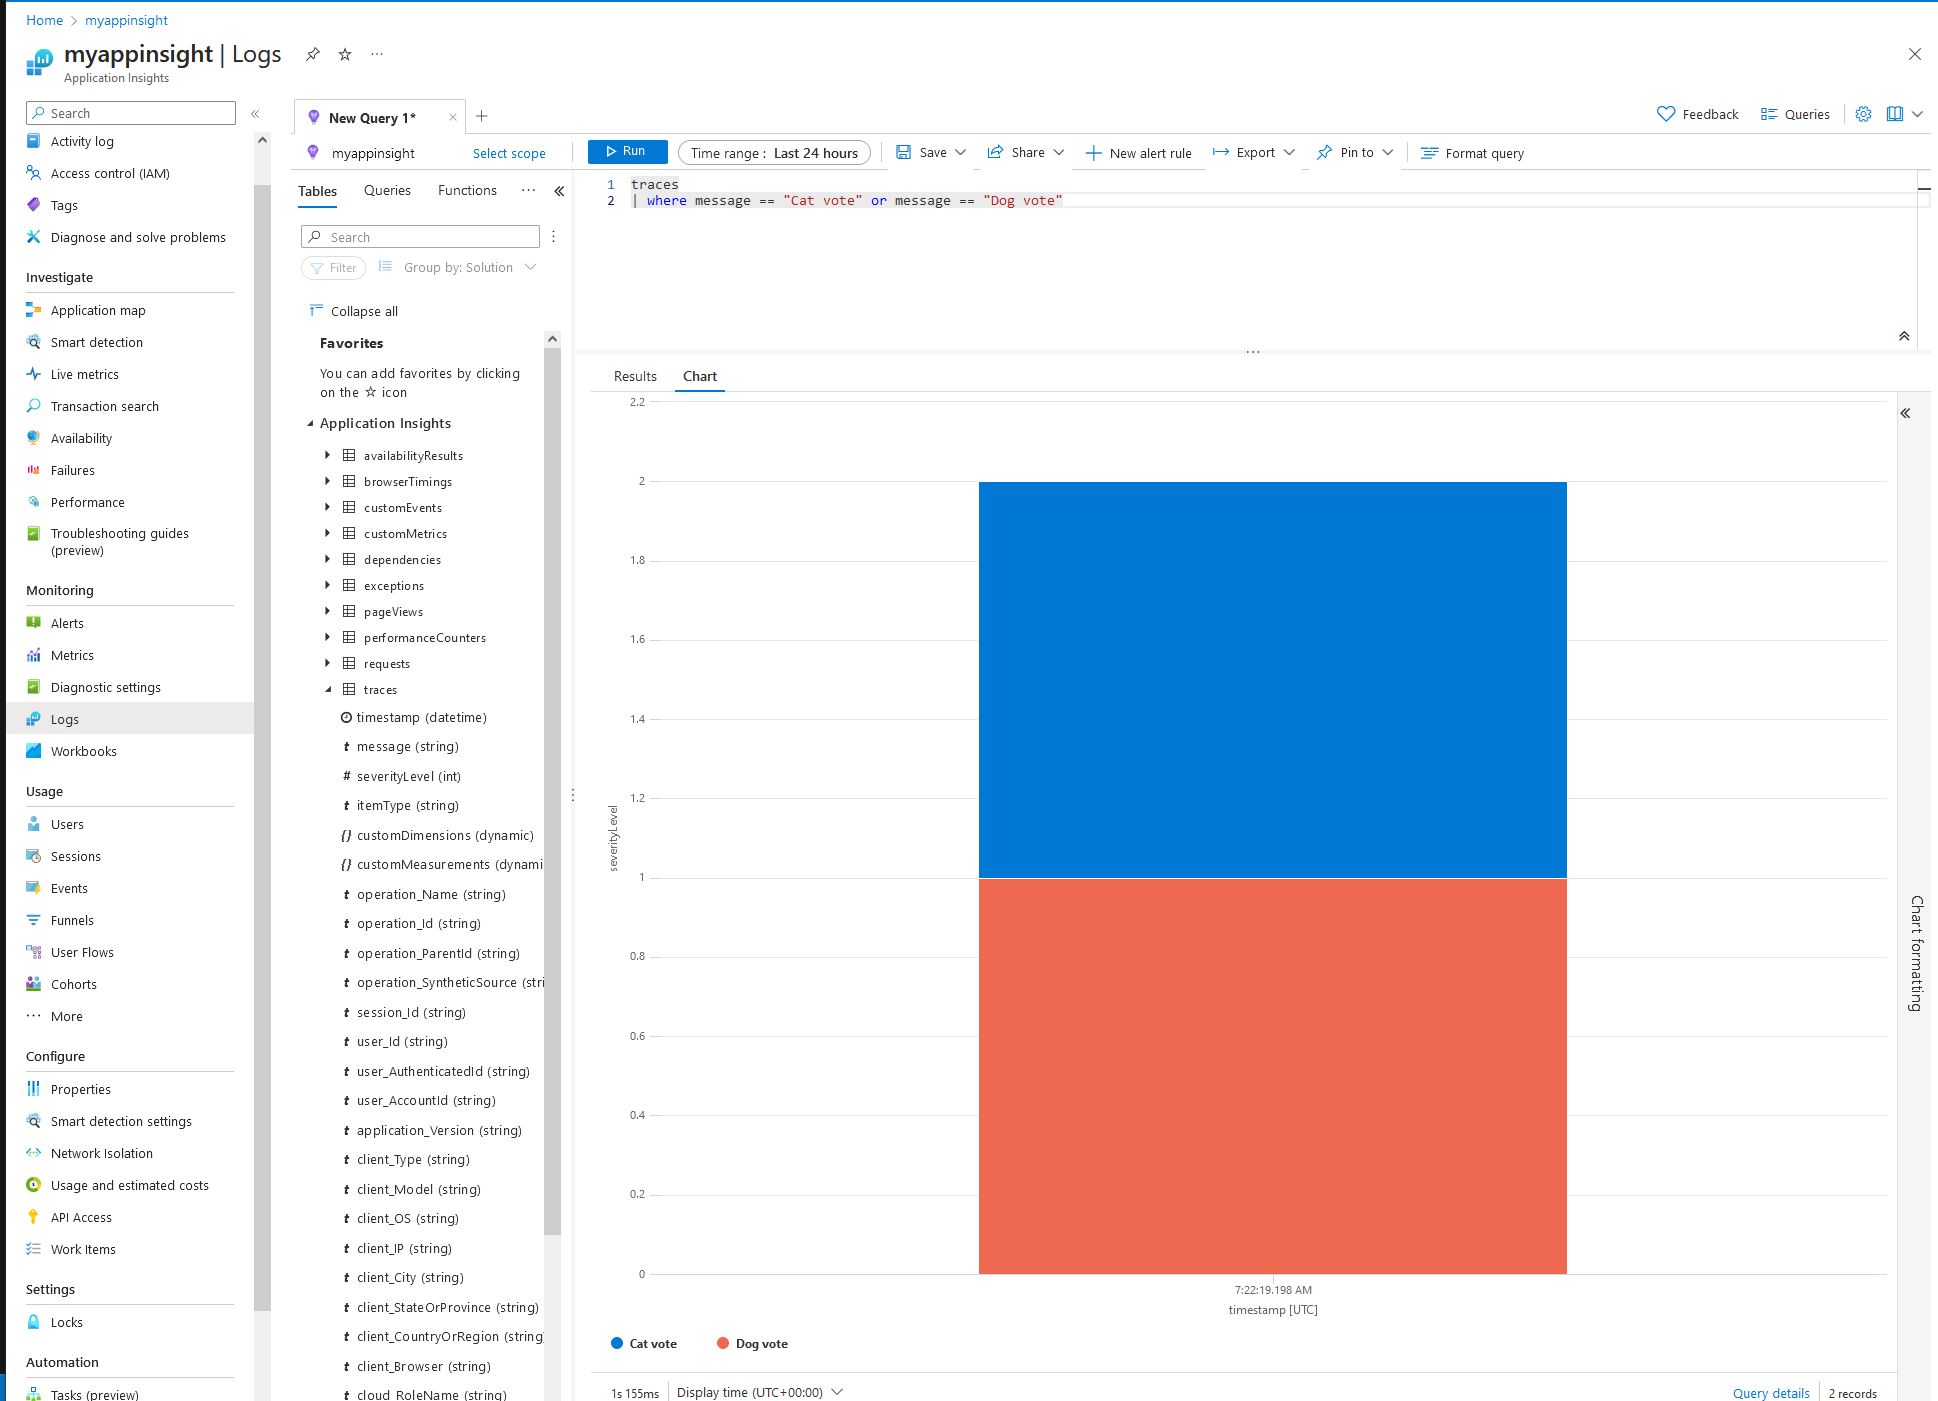 Home > myappinsight
myappinsight | Logs
Application Insights
Search
Activity log
Access control (IAM)
Tags
Diagnose and solve problems
Investigate
Application map
Smart detection
Live metrics
Transaction search
Availability
Failures
Performance
Troubleshooting guides
(preview)
Monitoring
Alerts
Metrics
Diagnostic settings
Logs
Workbooks
Usage
Users
Sessions
Events
Funnels
User Flows
Cohorts
More
Configure
Properties
Smart detection settings
Network Isolation
Usage and estimated costs
API Access
Work Items
Settings
Locks
Automation
Tasks (preview)
New Query 1*
Feedback
Queries
myappinsight
Select scope
Run
Time range : Last 24 hours
Save
Share
New alert rule
Export
Pin to
Format query
Tables
Queries
Functions
Search
Filter
Group by: Solution
Collapse all
Favorites
You can add favorites by clicking
on the ☆ icon
Application Insights
availabilityResults
browserTimings
customEvents
customMetrics
dependencies
exceptions
pageViews
performanceCounters
requests
traces
timestamp (datetime)
t message (string)
# severityLevel (int)
t itemType (string)
{} customDimensions (dynamic)
{} customMeasurements (dynami
t operation_Name (string)
t operation_Id (string)
t operation_ParentId (string)
t operation_SyntheticSource (stri
t session_Id (string)
t user_Id (string)
t user_AuthenticatedId (string)
t user_AccountId (string)
t application_Version (string)
t client_Type (string)
t client_Model (string)
t client_OS (string)
t client_IP (string)
t client_City (string)
t client_StateOrProvince (string)
t client_CountryOrRegion (string
t client_Browser (string)
t cloud_RoleName (string)
1 traces
2 | where message == "Cat vote" or message == "Dog vote"
Results
Chart
2.2
2
1.8
1.6
1.4
1.2
1
0.8
0.6
0.4
0.2
0
severityLevel
7:22:19.198 AM
timestamp [UTC]
Cat vote
Dog vote
Chart formatting
1s 155ms
Display time (UTC+00:00)
Query details
2 records